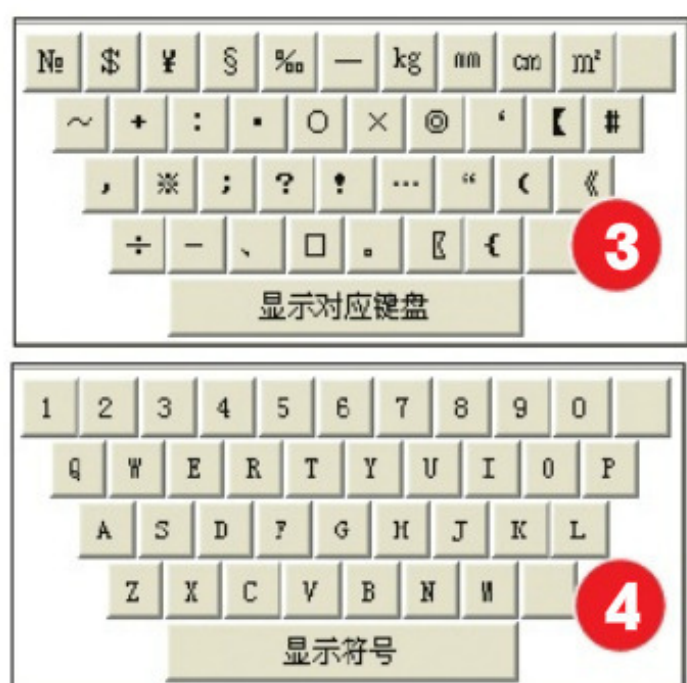 № $ ¥ § ‰ — kg mm cm m²
～ + : · ○ × ◎ ‘ 【 #
, ※ ; ? ! … “ ( 《
÷ - 、 □ 。 〖 {
3
显示对应键盘
1 2 3 4 5 6 7 8 9 0
Q W E R T Y U I O P
A S D F G H J K L
Z X C V B N M
4
显示符号